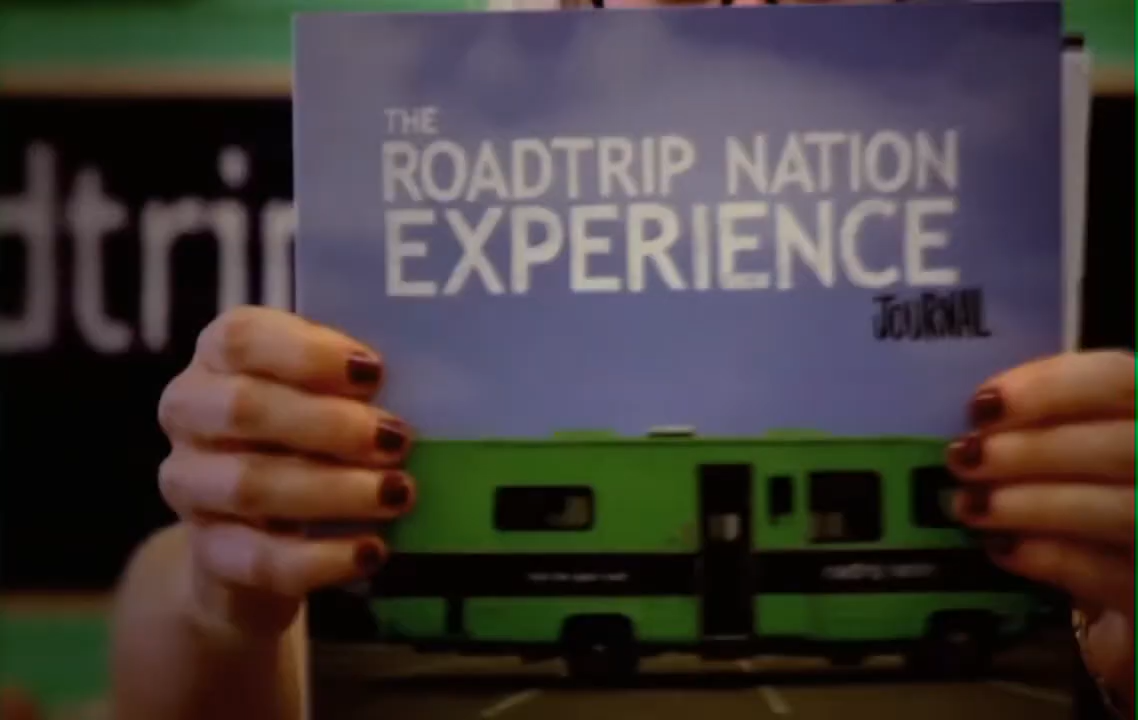 THE
ROADTRIP NATION
EXPERIENCE
JOURNAL
dtrip